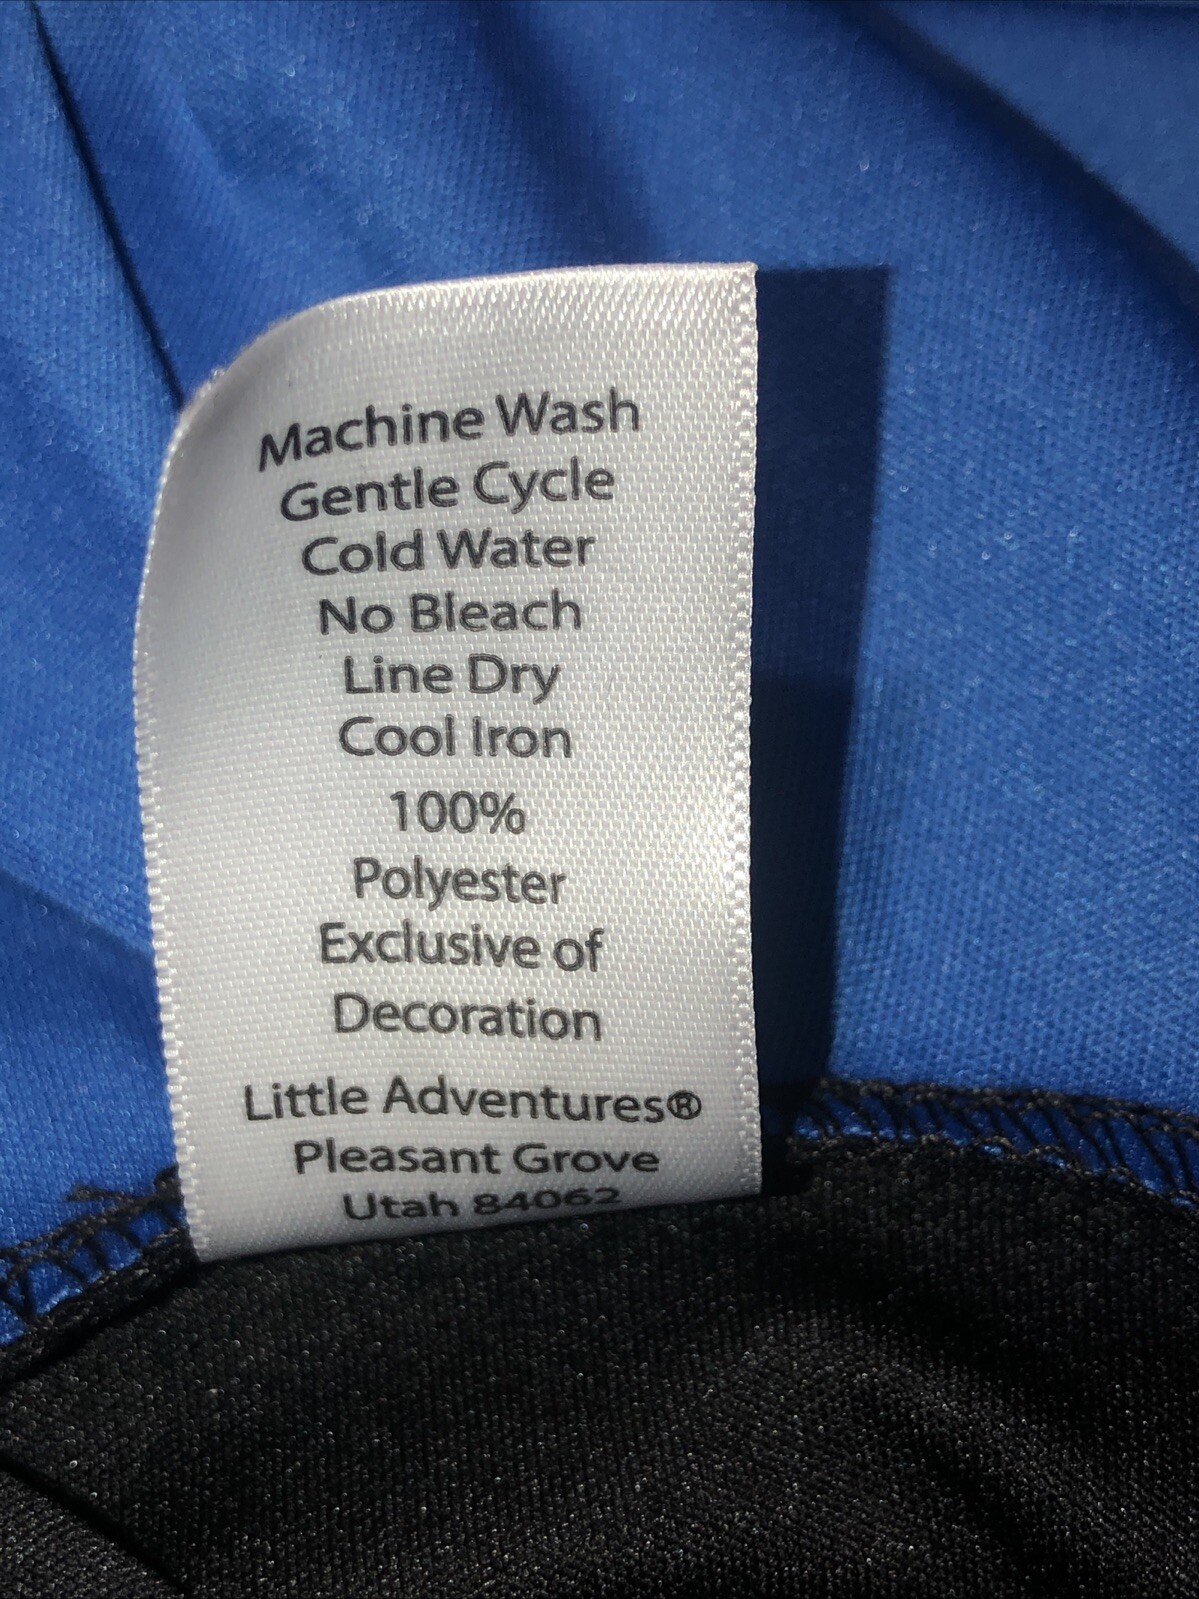 Machine Wash
Gentle Cycle
Cold Water
No Bleach
Line Dry
Cool Iron
100%
Polyester
Exclusive of
Decoration
Little Adventures®
Pleasant Grove
Utah 84062